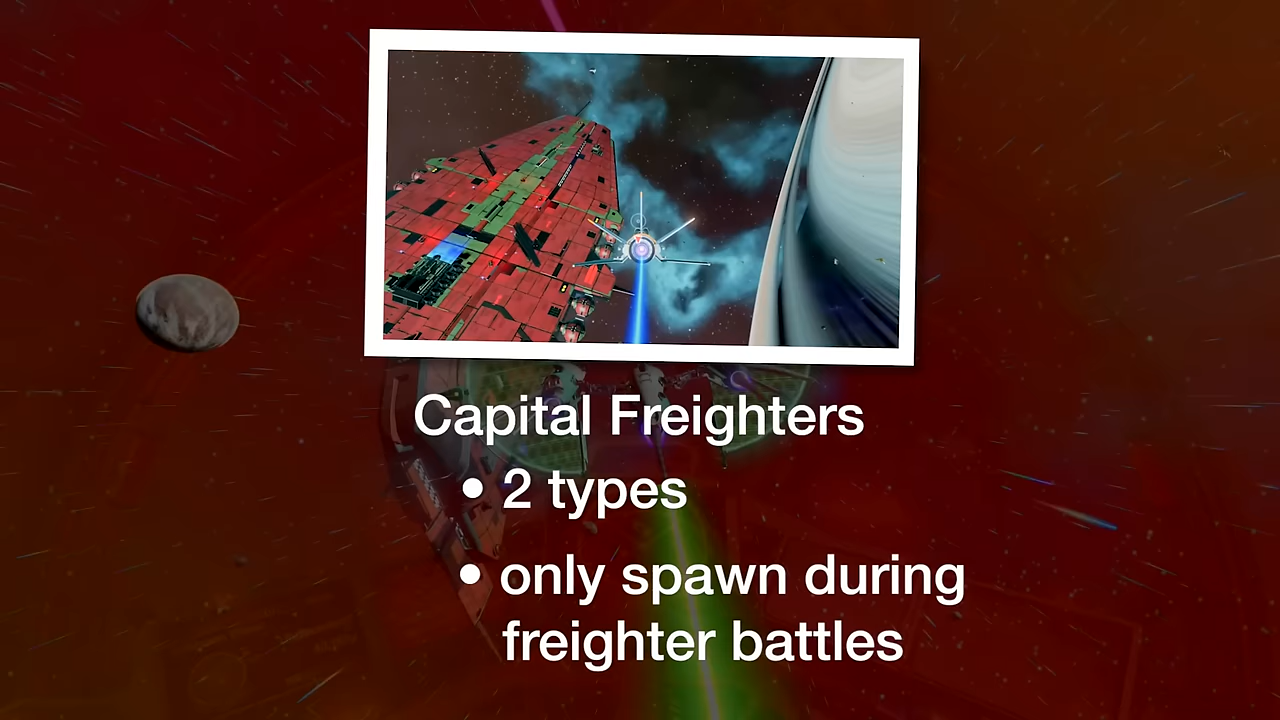 Capital Freighters
• 2 types
• only spawn during
freighter battles